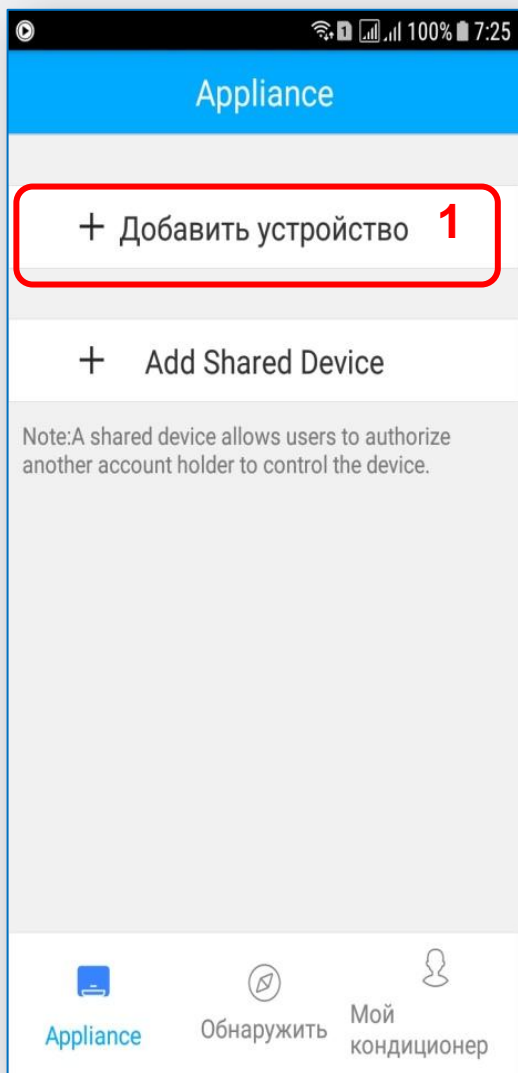 1 100% 7:25
Appliance
+ Добавить устройство 1
+ Add Shared Device
Note:A shared device allows users to authorize
another account holder to control the device.
Appliance
Обнаружить
Мой
кондиционер